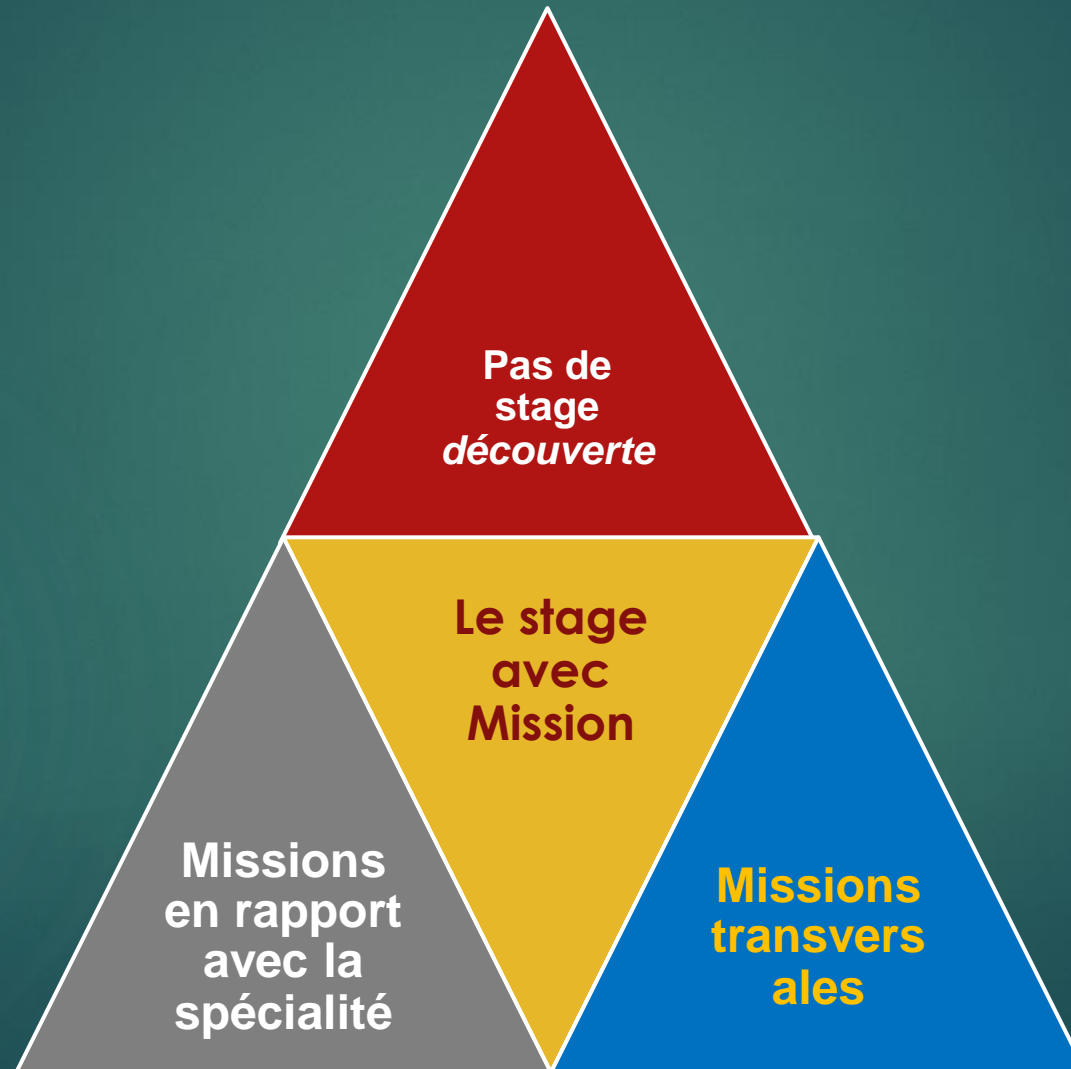 Pas de
stage
découverte
Le stage
avec
Mission
Missions
en rapport
avec la
spécialité
Missions
transvers
ales